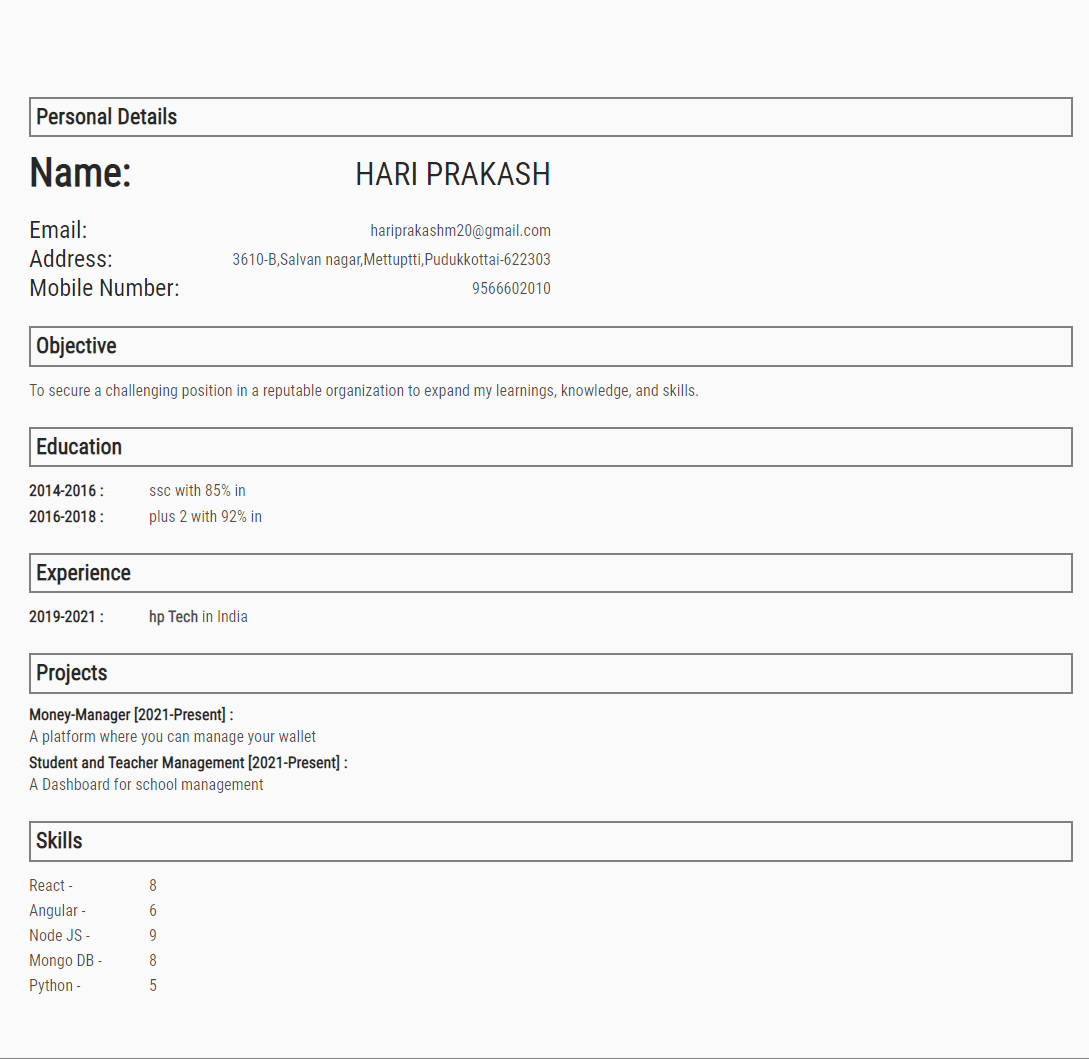 Personal Details
Name: HARI PRAKASH
Email: hariprakashm20@gmail.com
Address: 3610-B,Salvan nagar,Mettuptti,Pudukkottai-622303
Mobile Number: 9566602010
Objective
To secure a challenging position in a reputable organization to expand my learnings, knowledge, and skills.
Education
2014-2016 : ssc with 85% in
2016-2018 : plus 2 with 92% in
Experience
2019-2021 : hp Tech in India
Projects
Money-Manager [2021-Present] :
A platform where you can manage your wallet
Student and Teacher Management [2021-Present] :
A Dashboard for school management
Skills
React - 8
Angular - 6
Node JS - 9
Mongo DB - 8
Python - 5